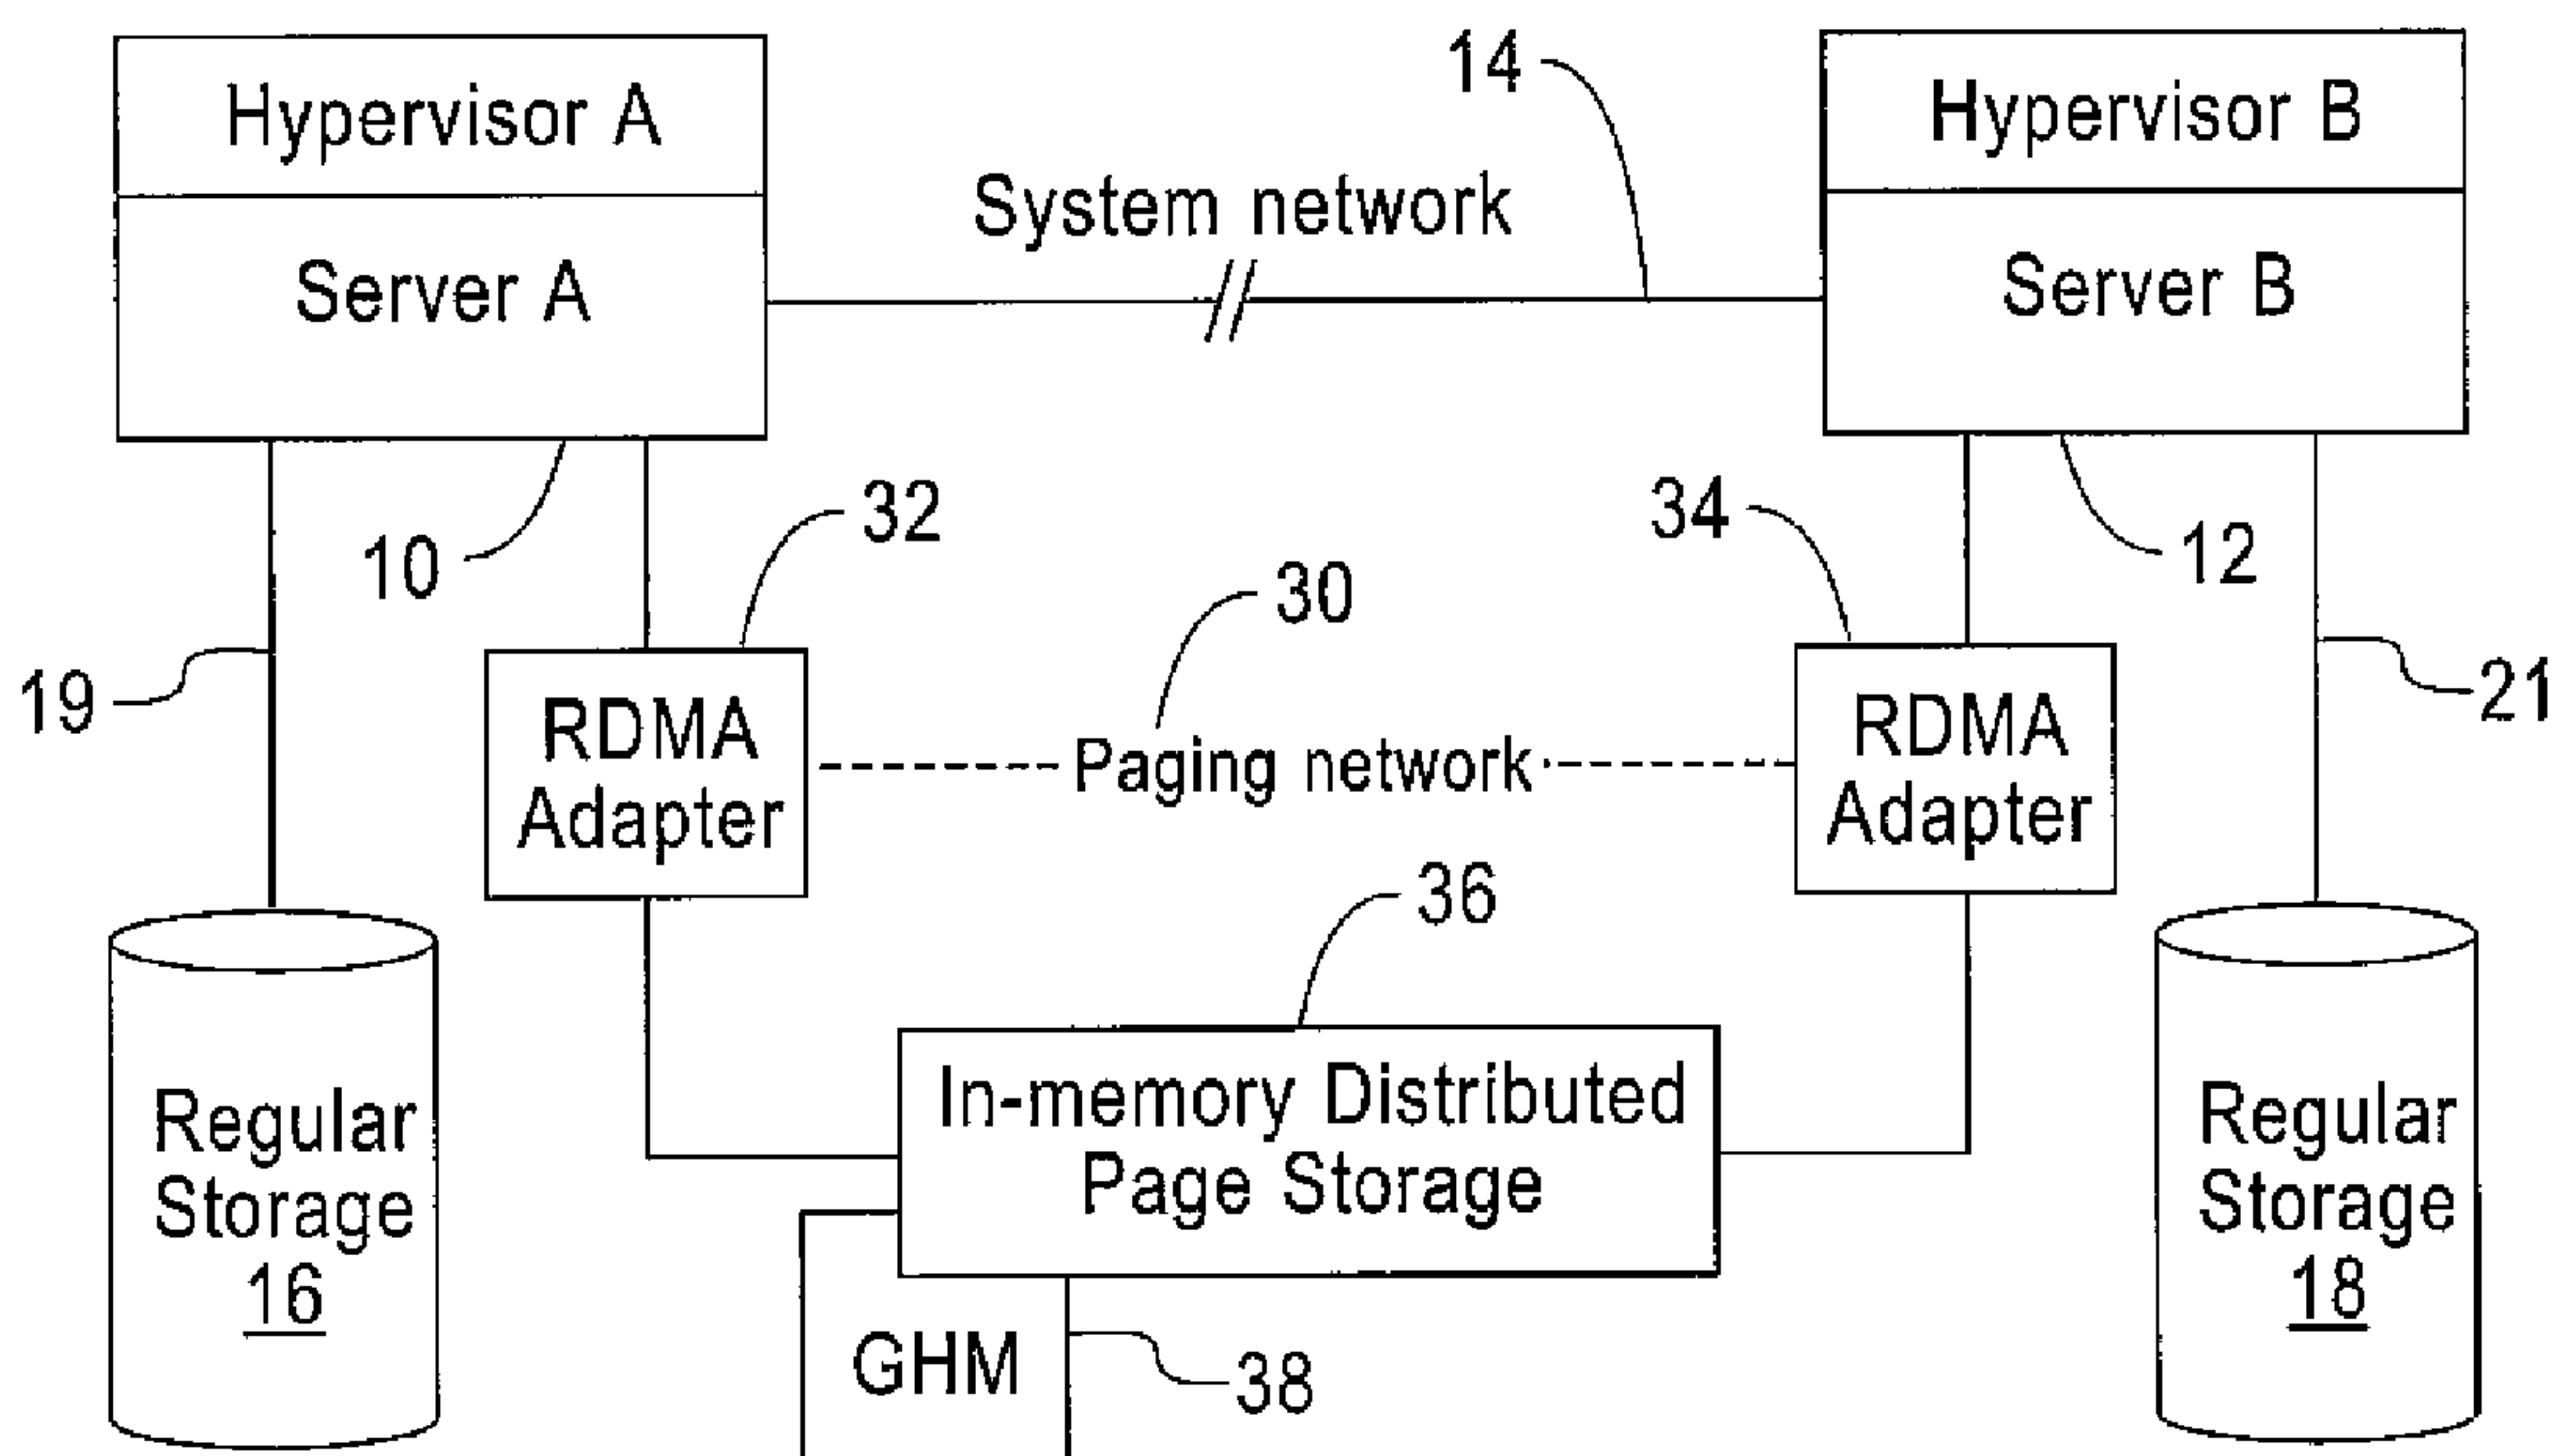 Hypervisor A
14
Hypervisor B
System network
Server A
Server B
10
32
34
12
30
19
21
RDMA
Adapter
Paging network
RDMA
Adapter
36
In-memory Distributed
Page Storage
Regular
Storage
16
Regular
Storage
18
GHM
38